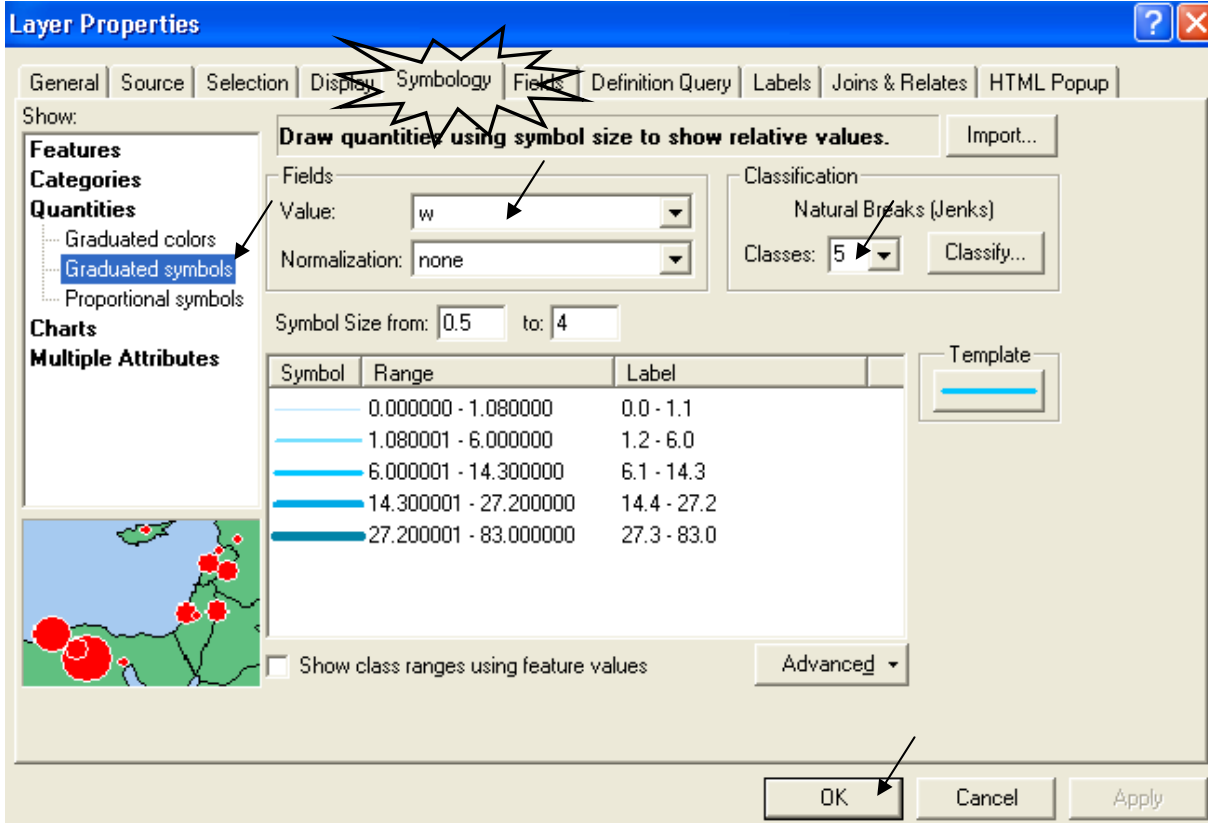 Layer Properties
General Source Selection Display Symbology Fields Definition Query Labels Joins & Relates HTML Popup
Show:
Features
Categories
Quantities
Graduated colors
Graduated symbols
Proportional symbols
Charts
Multiple Attributes
Draw quantities using symbol size to show relative values.
Import...
Fields
Value: w
Normalization: none
Classification
Natural Breaks (Jenks)
Classes: 5 Classify...
Symbol Size from: 0.5 to: 4
Symbol Range Label
0.000000 - 1.080000 0.0 - 1.1
1.080001 - 6.000000 1.2 - 6.0
6.000001 - 14.300000 6.1 - 14.3
14.300001 - 27.200000 14.4 - 27.2
27.200001 - 83.000000 27.3 - 83.0
Template
Show class ranges using feature values
Advanced
OK Cancel Apply